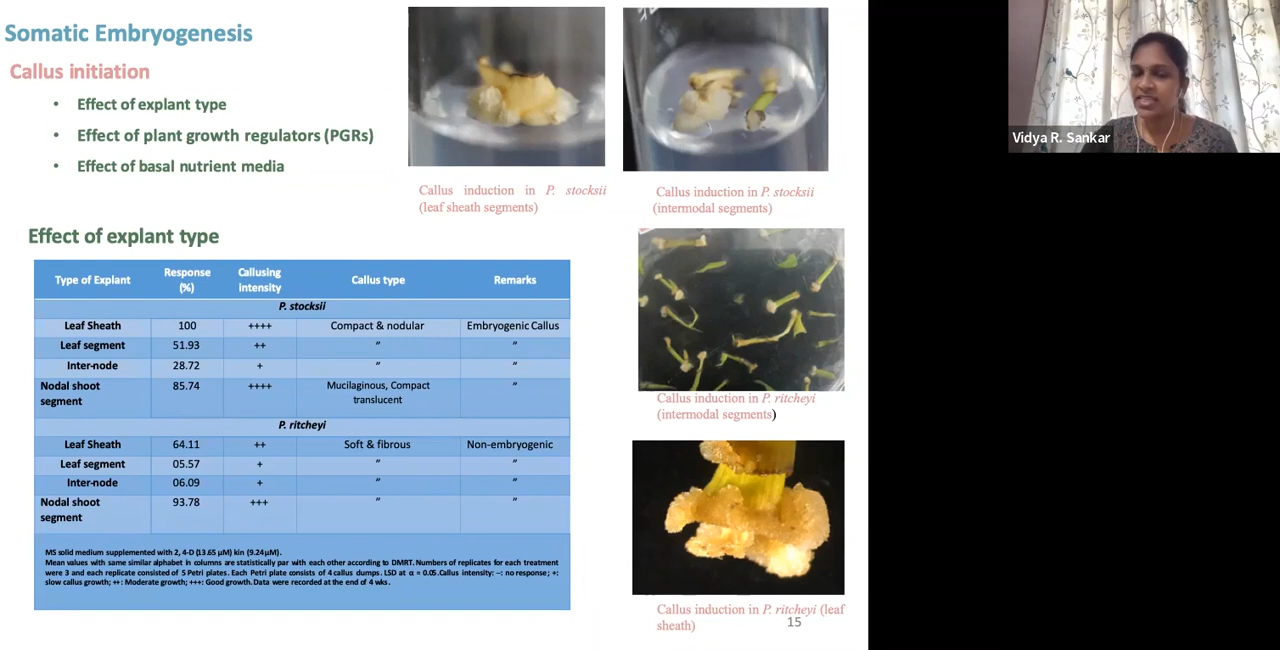 Somatic Embryogenesis
Callus initiation
• Effect of explant type
• Effect of plant growth regulators (PGRs)
• Effect of basal nutrient media
Callus induction in P. stocksii
(leaf sheath segments)
Callus induction in P. stocksii
(intermodal segments)
Vidya R. Sankar
Effect of explant type
Type of Explant Response (%) Callusing intensity Callus type Remarks
P. stocksii
Leaf Sheath 100 ++++ Compact & nodular Embryogenic Callus
Leaf segment 51.93 ++ ” ”
Inter-node 28.72 + ” ”
Nodal shoot segment 85.74 ++++ Mucilaginous, Compact translucent ”
P. ritcheyi
Leaf Sheath 64.11 ++ Soft & fibrous Non-embryogenic
Leaf segment 05.57 + ” ”
Inter-node 06.09 + ” ”
Nodal shoot segment 93.78 +++ ” ”
MS solid medium supplemented with 2, 4-D (13.65 µM) kin (9.24 µM).
Mean values with same similar alphabet in columns are statistically par with each other according to DMRT. Numbers of replicates for each treatment
were 3 and each replicate consisted of 5 Petri plates. Each Petri plate consists of 4 callus dumps. LSD at α = 0.05. Callus intensity: –: no response; +:
slow callus growth; ++: Moderate growth; +++: Good growth. Data were recorded at the end of 4 wks.
Callus induction in P. ritcheyi
(intermodal segments)
Callus induction in P. ritcheyi (leaf
sheath)
15